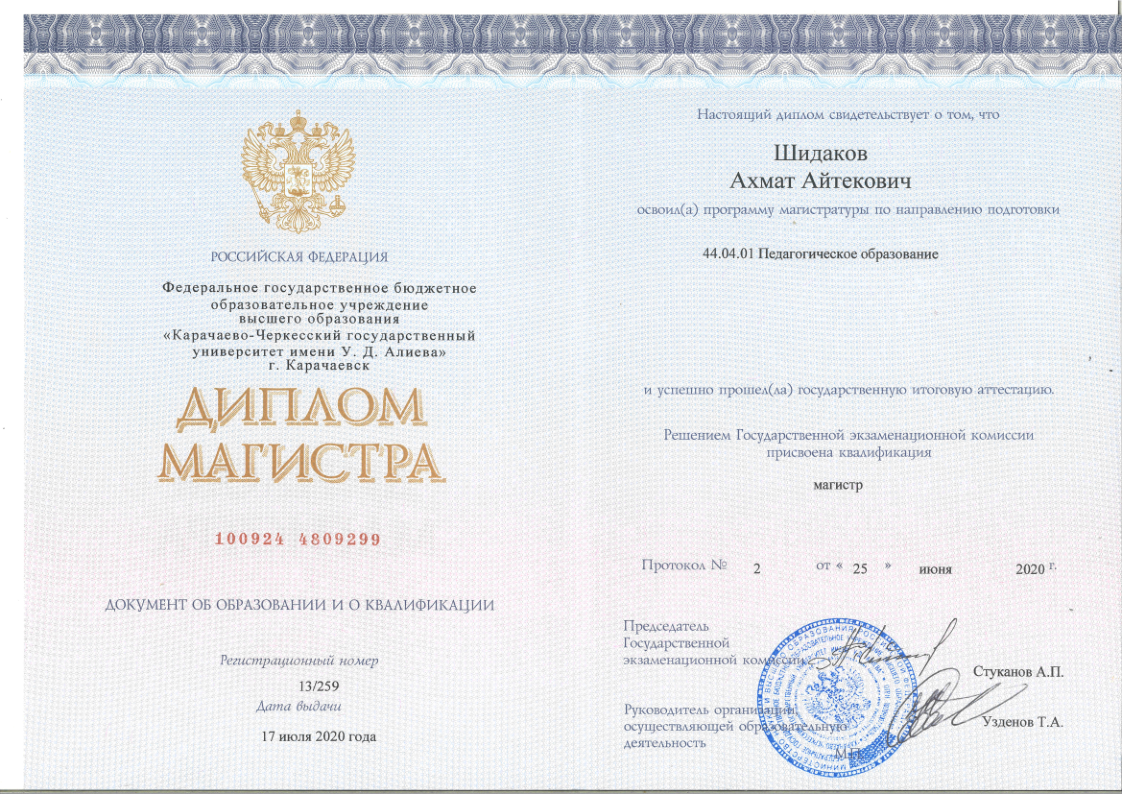 РОССИЙСКАЯ ФЕДЕРАЦИЯ
Федеральное государственное бюджетное
образовательное учреждение
высшего образования
«Карачаево-Черкесский государственный
университет имени У. Д. Алиева»
г. Карачаевск
ДИПЛОМ
МАГИСТРА
100924 4809299
ДОКУМЕНТ ОБ ОБРАЗОВАНИИ И О КВАЛИФИКАЦИИ
Регистрационный номер
13/259
Дата выдачи
17 июля 2020 года
Настоящий диплом свидетельствует о том, что
Шидаков
Ахмат Айтекович
освоил(а) программу магистратуры по направлению подготовки
44.04.01 Педагогическое образование
и успешно прошел(ла) государственную итоговую аттестацию.
Решением Государственной экзаменационной комиссии
присвоена квалификация
магистр
Протокол № 2 от « 25 » июня 2020 г.
Председатель
Государственной
экзаменационной комиссии
Стуканов А.П.
Руководитель организации,
осуществляющей образовательную
деятельность
Узденов Т.А.
М.П.